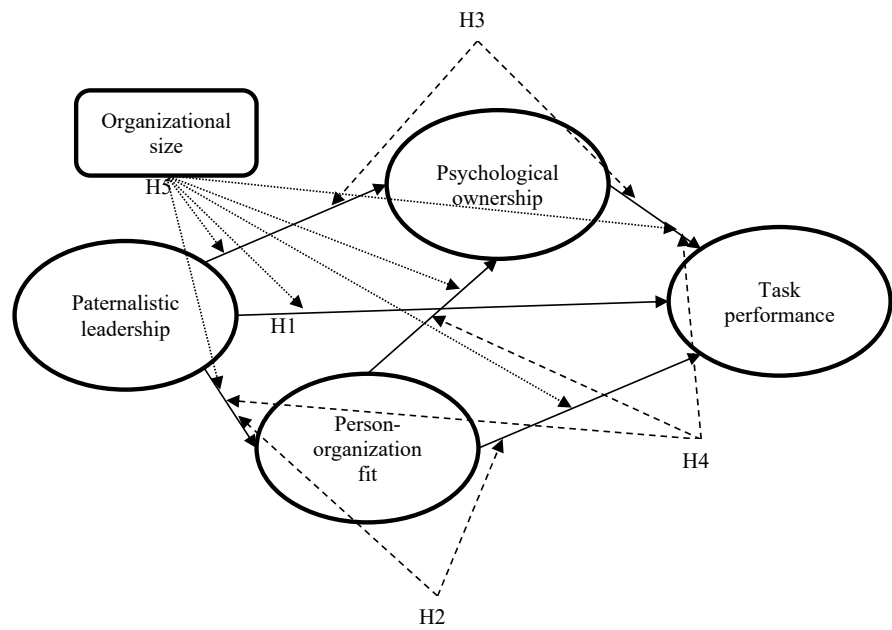 H3
Organizational
size
H5
Psychological
ownership
Paternalistic
leadership
H1
Task
performance
Person-
organization
fit
H4
H2